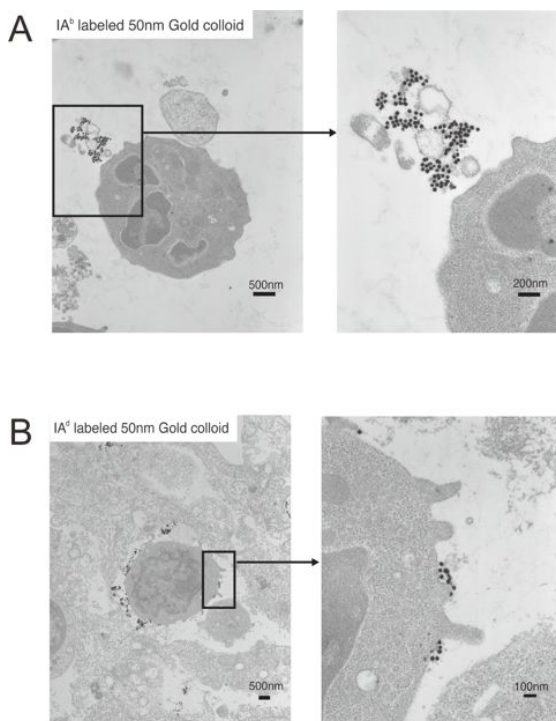 A
IAᵇ labeled 50nm Gold colloid
500nm
200nm
B
IAᵈ labeled 50nm Gold colloid
500nm
100nm